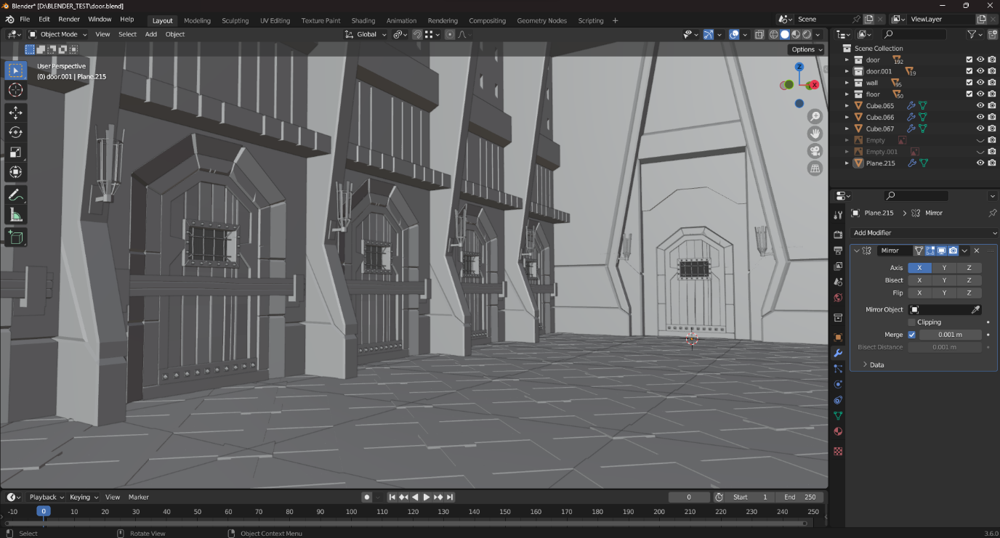 Blender* [D:\BLENDER_TEST\door.blend]
File Edit Render Window Help Layout Modeling Sculpting UV Editing Texture Paint Shading Animation Rendering Compositing Geometry Nodes Scripting + Scene ViewLayer
Object Mode View Select Add Object Global
Options
User Perspective
(0) door.001 | Plane.215
Z
X
Scene Collection
door 192
door.001 19
wall 95
floor 50
Cube.065
Cube.066
Cube.067
Empty
Empty.001
Plane.215
Plane.215 > Mirror
Add Modifier
Mirror
Axis X Y Z
Bisect X Y Z
Flip X Y Z
Mirror Object
Clipping
Merge 0.001 m
Bisect Distance 0.001 m
Data
Playback Keying View Marker 0 Start 1 End 250
-10 0 10 20 30 40 50 60 70 80 90 100 110 120 130 140 150 160 170 180 190 200 210 220 230 240 250
Select Rotate View Object Context Menu 3.6.0